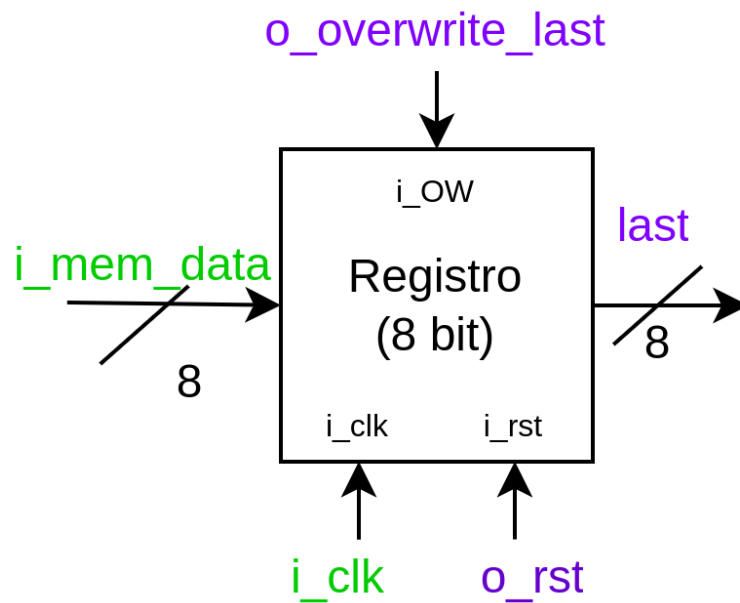 o_overwrite_last
i_OW
last
i_mem_data
Registro
(8 bit)
8
8
i_clk
i_rst
i_clk
o_rst